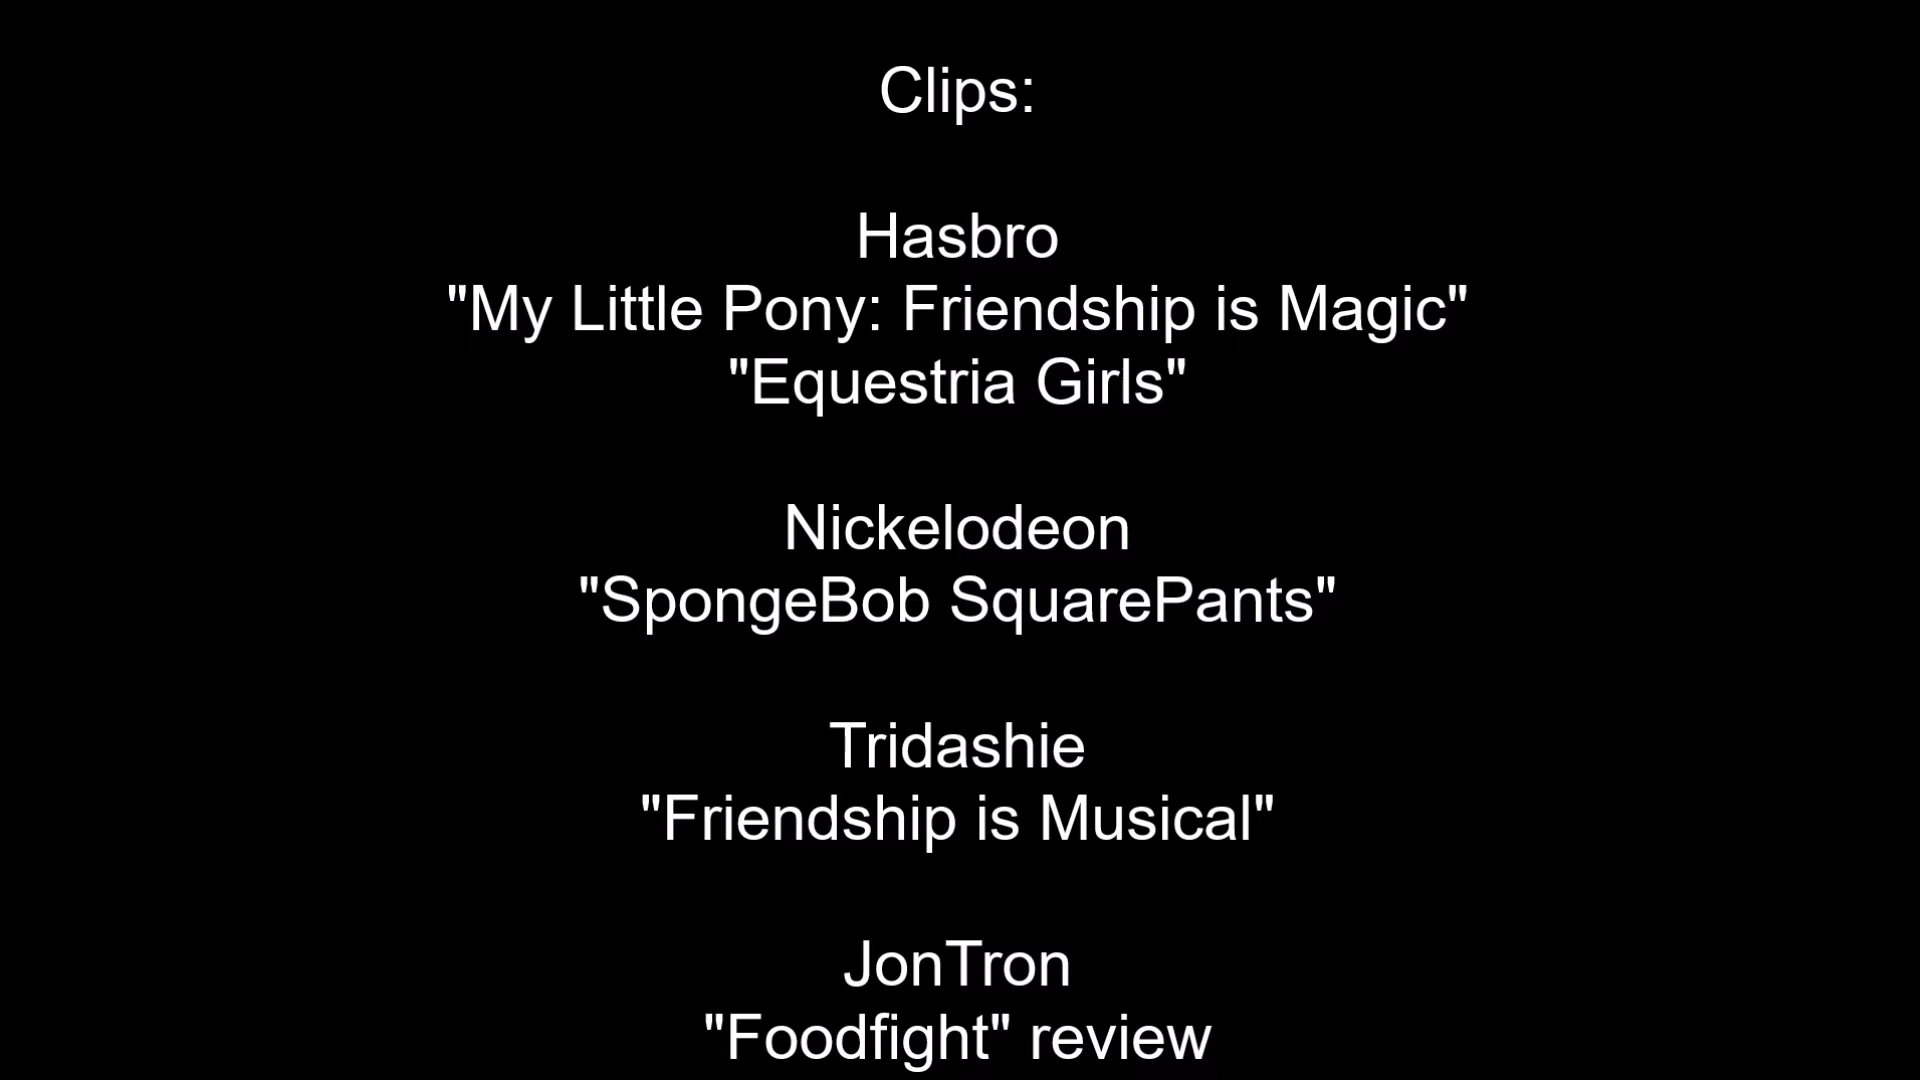 Clips:
Hasbro
"My Little Pony: Friendship is Magic"
"Equestria Girls"
Nickelodeon
"SpongeBob SquarePants"
Tridashie
"Friendship is Musical"
JonTron
"Foodfight" review